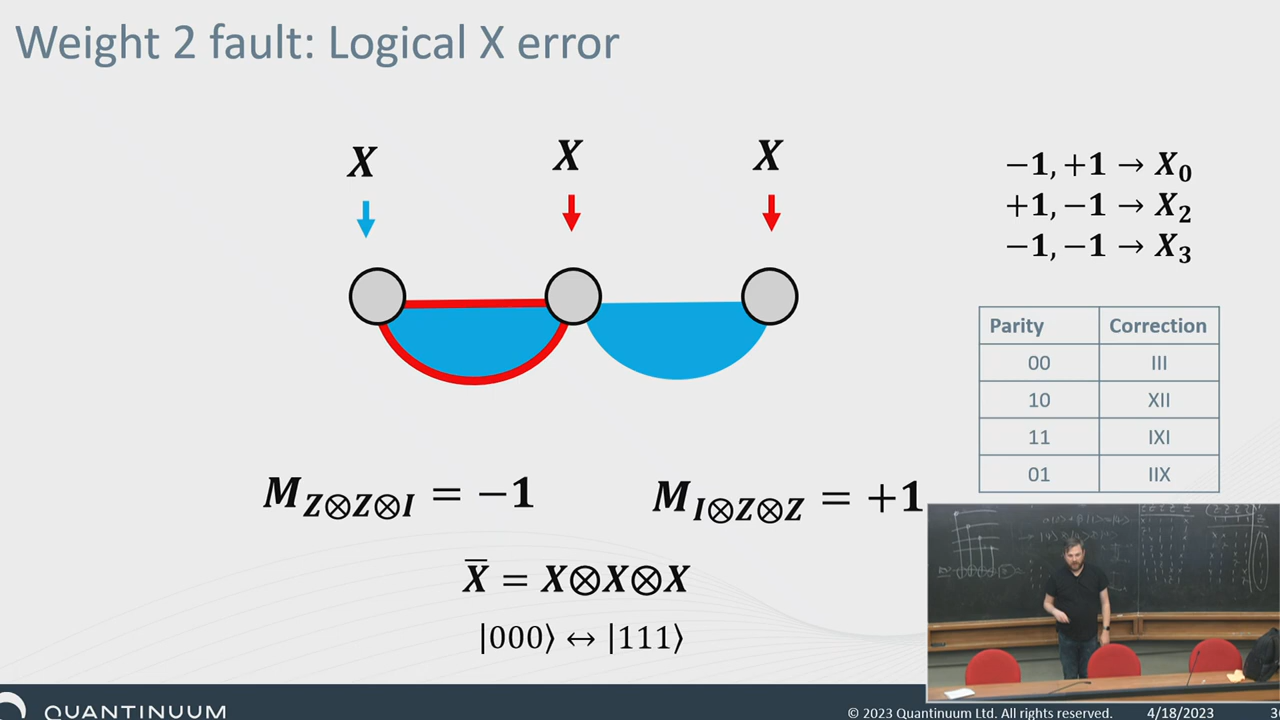 Weight 2 fault: Logical X error
X X X
−1, +1 → X₀
+1, −1 → X₂
−1, −1 → X₃
Parity Correction
00 III
10 XII
11 IXI
01 IIX
M_{Z⊗Z⊗I} = −1 M_{I⊗Z⊗Z} = +1
X̅ = X⊗X⊗X
|000⟩ ↔ |111⟩
QUANTINUUM
© 2023 Quantinuum Ltd. All rights reserved. 4/18/2023